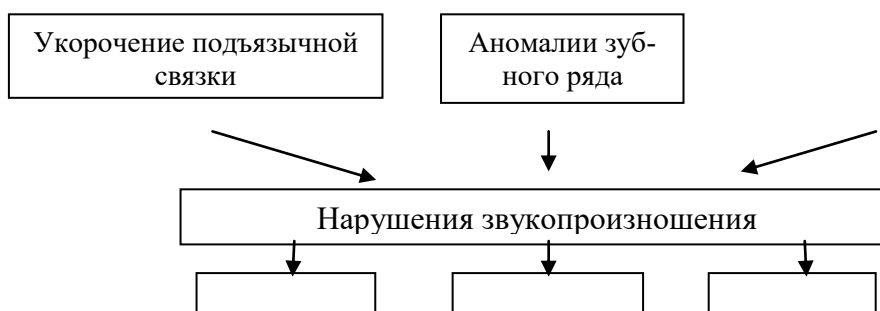 Укорочение подъязычной
связки
Аномалии зуб-
ного ряда
Нарушения звукопроизношения